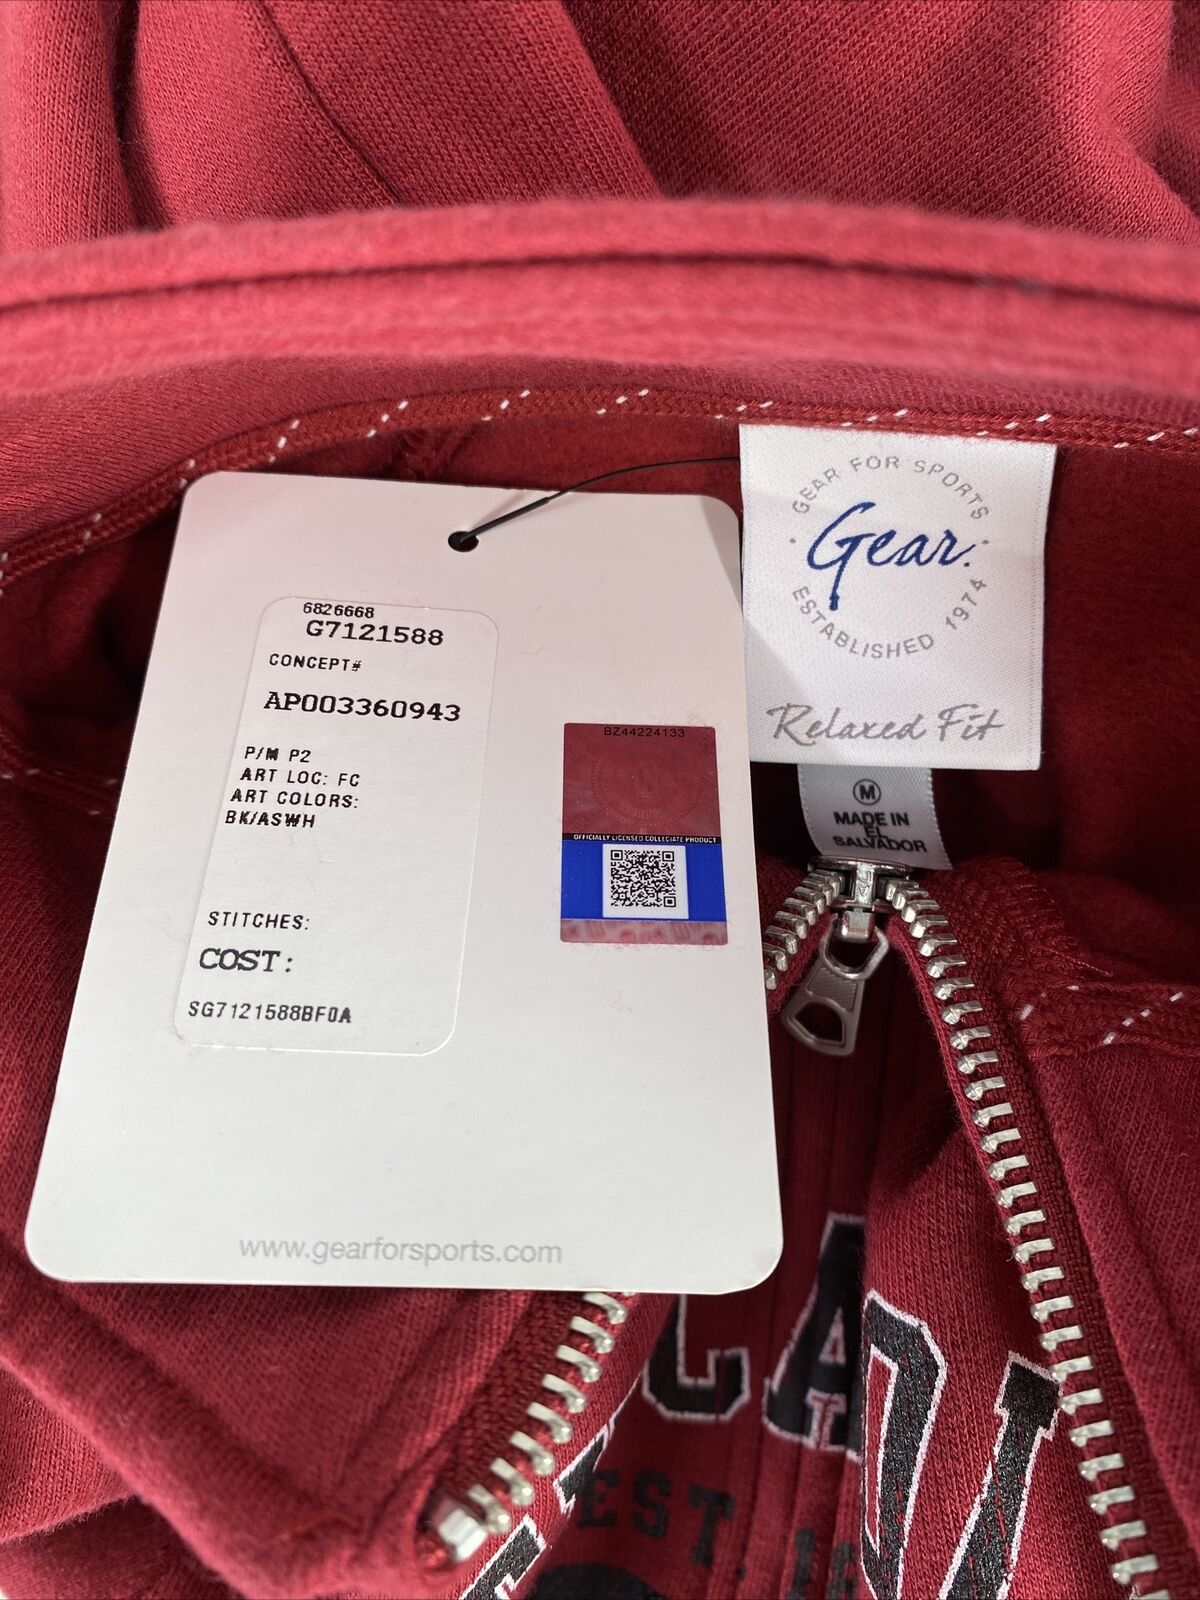 6826668
G7121588
CONCEPT#
AP003360943
P/M P2
ART LOC: FC
ART COLORS:
BK/ASWH
STITCHES:
COST:
SG7121588BF0A
www.gearforsports.com
BZ44224133
OFFICIALLY LICENSED COLLEGIATE PRODUCT
GEAR FOR SPORTS
Gear.
ESTABLISHED 1974
Relaxed Fit
M
MADE IN
EL
SALVADOR
EST.